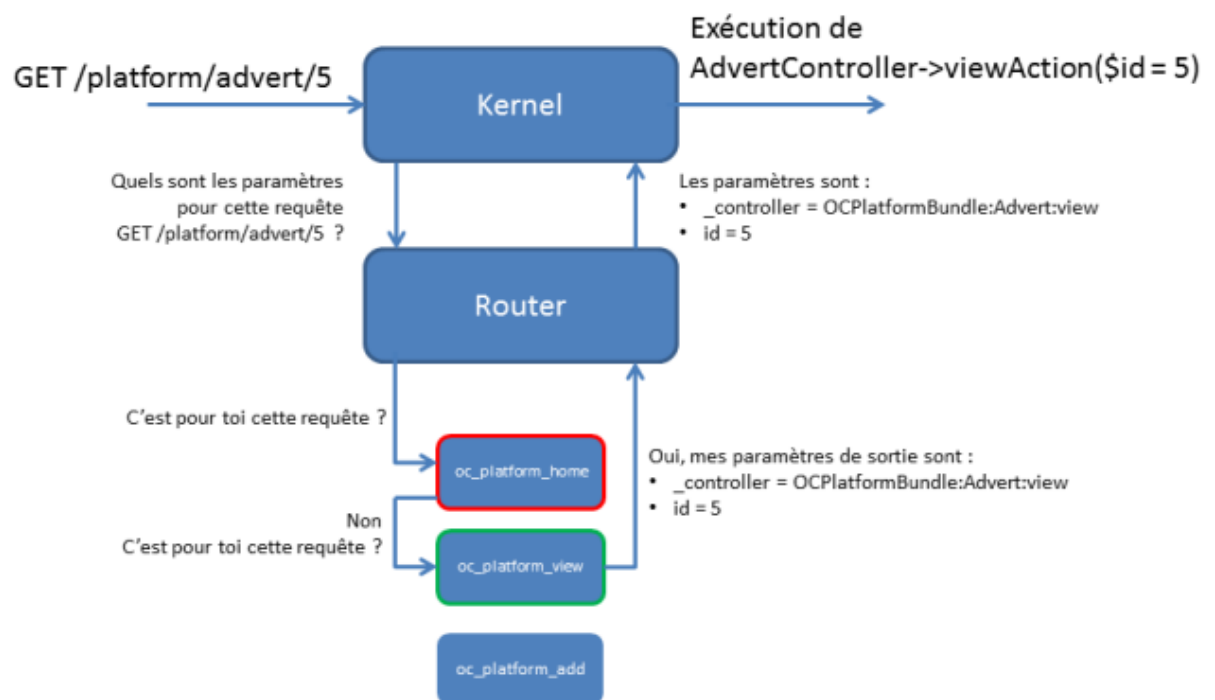 GET /platform/advert/5
Exécution de
AdvertController->viewAction($id = 5)
Kernel
Quels sont les paramètres
pour cette requête
GET /platform/advert/5 ?
Les paramètres sont :
• _controller = OCPlatformBundle:Advert:view
• id = 5
Router
C'est pour toi cette requête ?
oc_platform_home
Oui, mes paramètres de sortie sont :
• _controller = OCPlatformBundle:Advert:view
• id = 5
Non
C'est pour toi cette requête ?
oc_platform_view
oc_platform_add